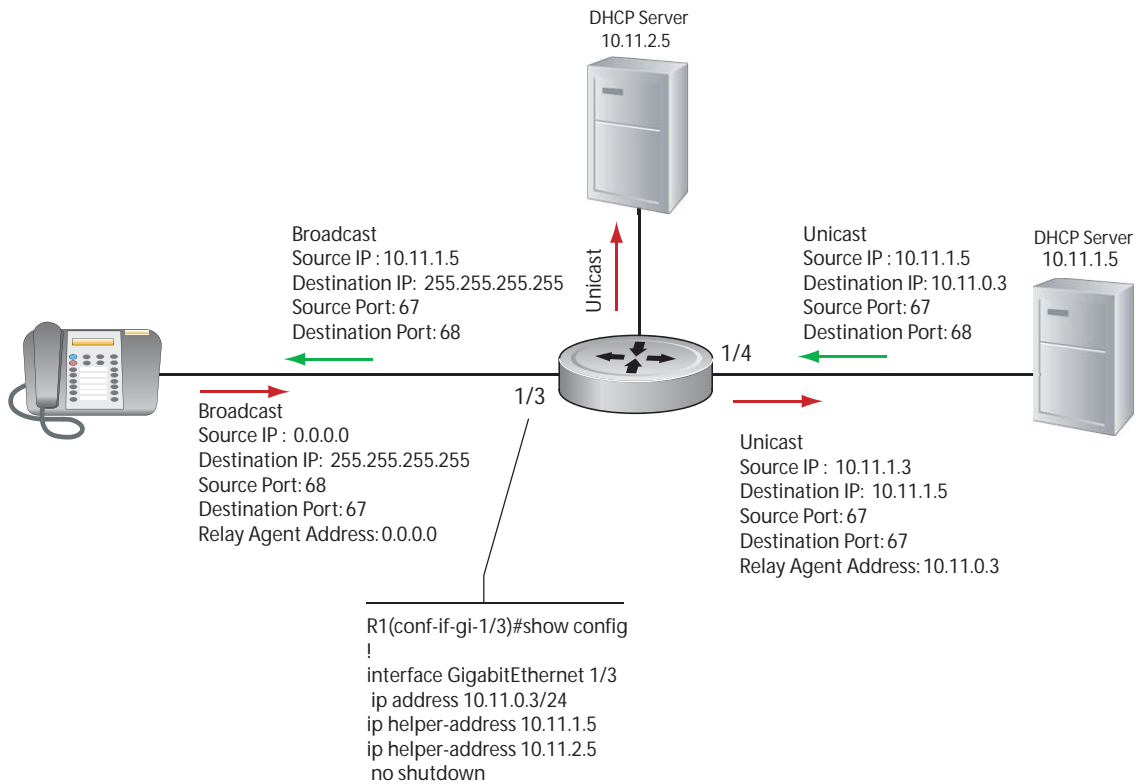 DHCP Server
10.11.2.5
Broadcast
Source IP : 10.11.1.5
Destination IP: 255.255.255.255
Source Port: 67
Destination Port: 68
Unicast
Unicast
Source IP : 10.11.1.5
Destination IP: 10.11.0.3
Source Port: 67
Destination Port: 68
DHCP Server
10.11.1.5
1/4
1/3
Broadcast
Source IP : 0.0.0.0
Destination IP: 255.255.255.255
Source Port: 68
Destination Port: 67
Relay Agent Address: 0.0.0.0
Unicast
Source IP : 10.11.1.3
Destination IP: 10.11.1.5
Source Port: 67
Destination Port: 67
Relay Agent Address: 10.11.0.3
R1(conf-if-gi-1/3)#show config
!
interface GigabitEthernet 1/3
ip address 10.11.0.3/24
ip helper-address 10.11.1.5
ip helper-address 10.11.2.5
no shutdown